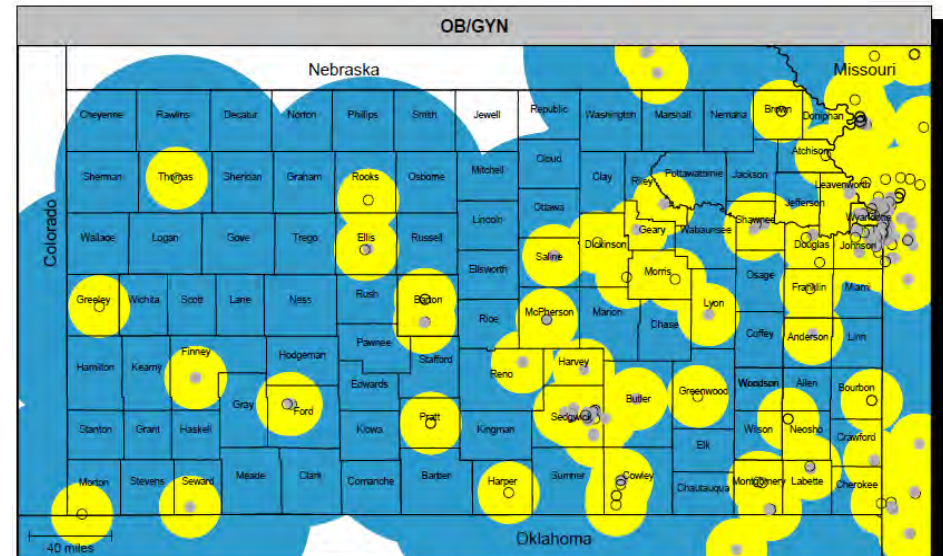 OB/GYN
Nebraska
Missouri
Colorado
Cheyenne Rawlins Decatur Norton Phillips Smith Jewell Republic Washington Marshall Nemaha Brown Doniphan
Atchison
Sherman Thomas Sheridan Graham Rooks Osborne Mitchell Cloud Clay Riley Pottawatomie Jackson Jefferson Leavenworth
Wyandotte
Wallace Logan Gove Trego Ellis Russell Lincoln Ottawa Dickinson Geary Wabaunsee Shawnee Douglas Johnson
Saline Morris Osage
Greeley Wichita Scott Lane Ness Rush Barton Ellsworth McPherson Marion Chase Lyon Franklin Miami
Rice
Hamilton Kearny Finney Hodgeman Pawnee Stafford Reno Harvey Coffey Anderson Linn
Gray Ford Edwards Sedgwick Butler Greenwood Woodson Allen Bourbon
Stanton Grant Haskell Kiowa Pratt Kingman Elk Wilson Neosho Crawford
Morton Stevens Seward Meade Clark Comanche Barber Harper Sumner Cowley Chautauqua Montgomery Labette Cherokee
40 miles
Oklahoma